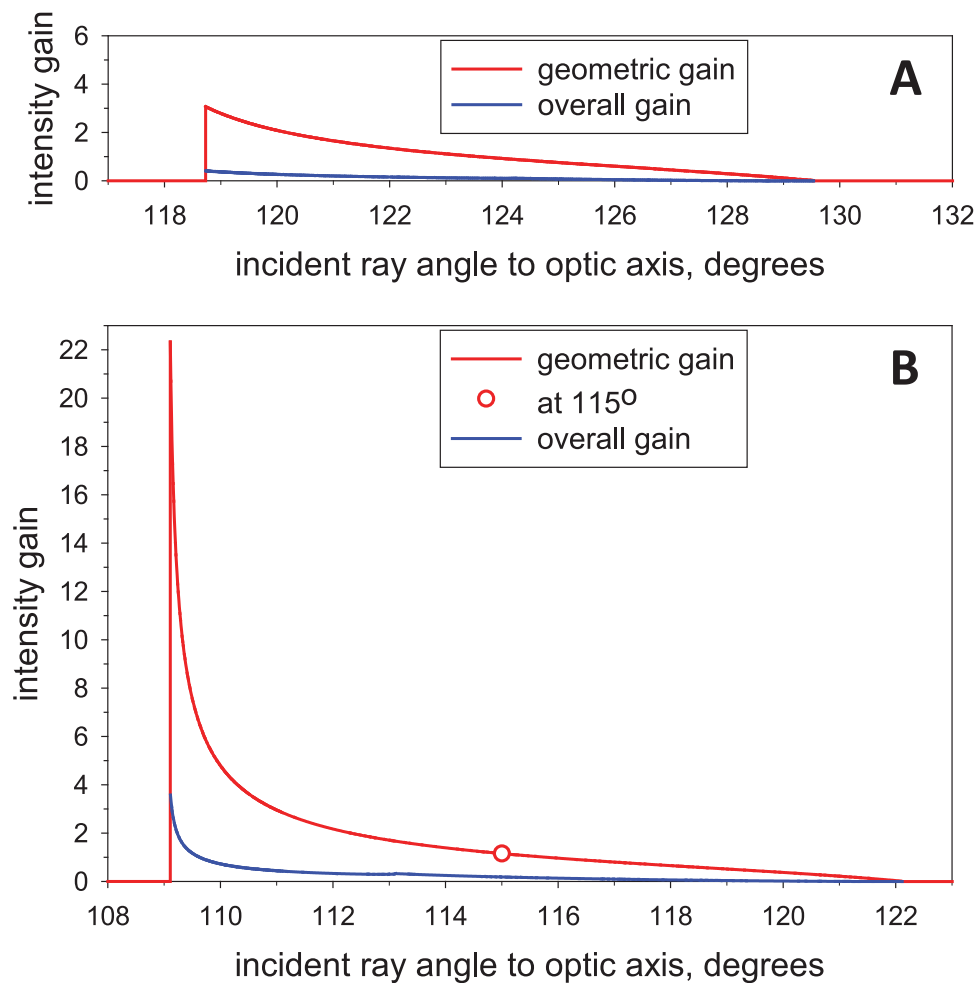 A
geometric gain
overall gain
intensity gain
6
4
2
0
118 120 122 124 126 128 130 132
incident ray angle to optic axis, degrees
B
geometric gain
at 115º
overall gain
intensity gain
22
20
18
16
14
12
10
8
6
4
2
0
108 110 112 114 116 118 120 122
incident ray angle to optic axis, degrees